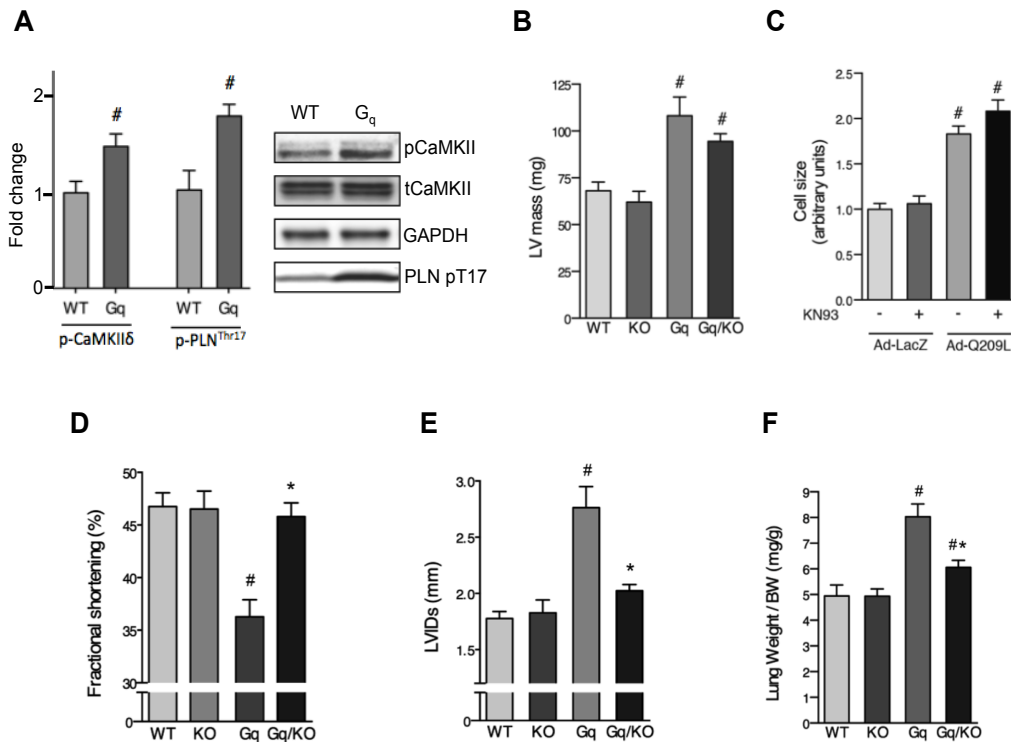 A
Fold change
2
1
0
#
#
WT Gq WT Gq
p-CaMKIIδ p-PLNThr17
WT Gq
pCaMKII
tCaMKII
GAPDH
PLN pT17
B
LV mass (mg)
125
100
75
50
25
0
#
#
WT KO Gq Gq/KO
C
Cell size
(arbitrary units)
2.5
2.0
1.5
1.0
0.5
0.0
#
#
KN93 - + - +
Ad-LacZ Ad-Q209L
D
Fractional shortening (%)
50
45
40
35
30
0
#
*
WT KO Gq Gq/KO
E
LVIDs (mm)
3.0
2.5
2.0
1.5
0
#
*
WT KO Gq Gq/KO
F
Lung Weight / BW (mg/g)
9
8
7
6
5
4
3
2
1
0
#
#*
WT KO Gq Gq/KO